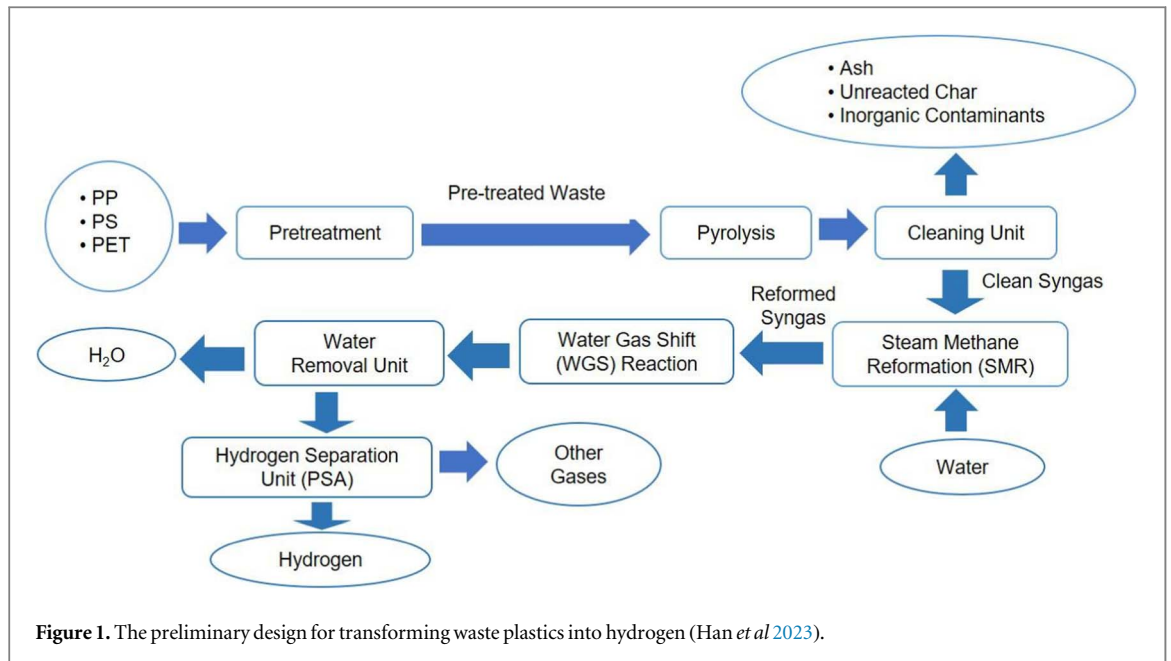 • Ash
• Unreacted Char
• Inorganic Contaminants
• PP
• PS
• PET
Pretreatment
Pre-treated Waste
Pyrolysis
Cleaning Unit
Clean Syngas
Reformed
Syngas
H₂O
Water
Removal Unit
Water Gas Shift
(WGS) Reaction
Steam Methane
Reformation (SMR)
Hydrogen Separation
Unit (PSA)
Other
Gases
Water
Hydrogen
Figure 1. The preliminary design for transforming waste plastics into hydrogen (Han et al 2023).